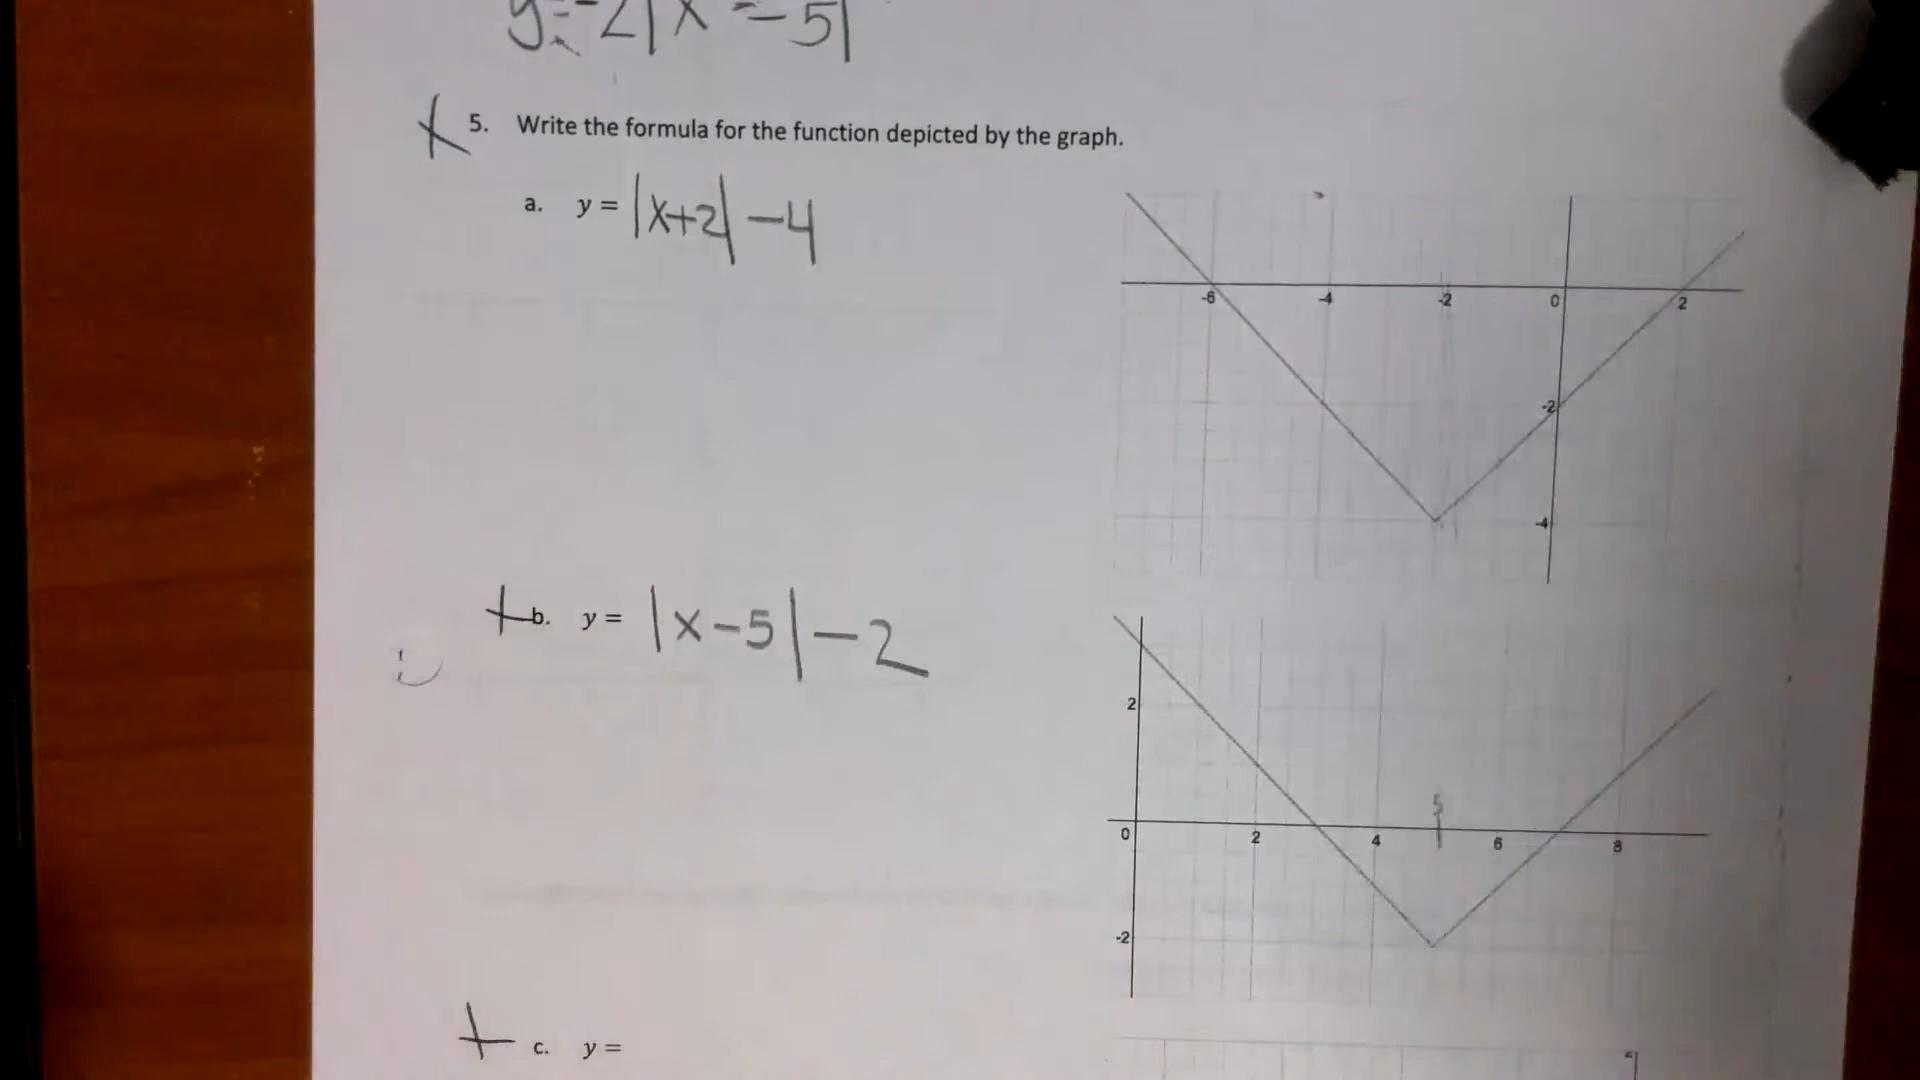 y=-2|x-5|
5. Write the formula for the function depicted by the graph.
a. y = |x+2| -4
-6 -4 -2 0 2
-2
-4
b. y = |x-5| -2
2
5
0 2 4 6 8
-2
c. y =